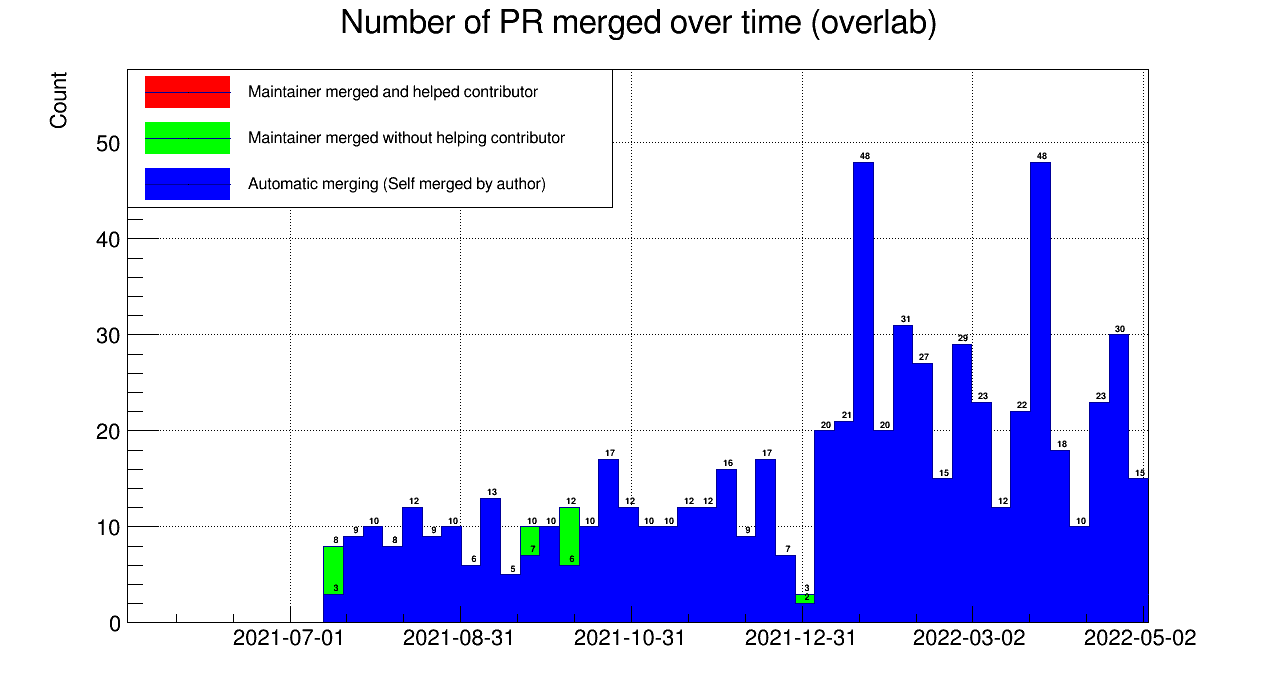 Number of PR merged over time (overlab)
Count
Maintainer merged and helped contributor
Maintainer merged without helping contributor
Automatic merging (Self merged by author)
50
40
30
20
10
0
8 3 9 10 8 12 9 10 6 13 5 10 7 10 12 6 10 17 12 10 10 12 12 16 9 17 7 3 2 20 21 48 20 31 27 15 29 23 12 22 48 18 10 23 30 15
2021-07-01 2021-08-31 2021-10-31 2021-12-31 2022-03-02 2022-05-02